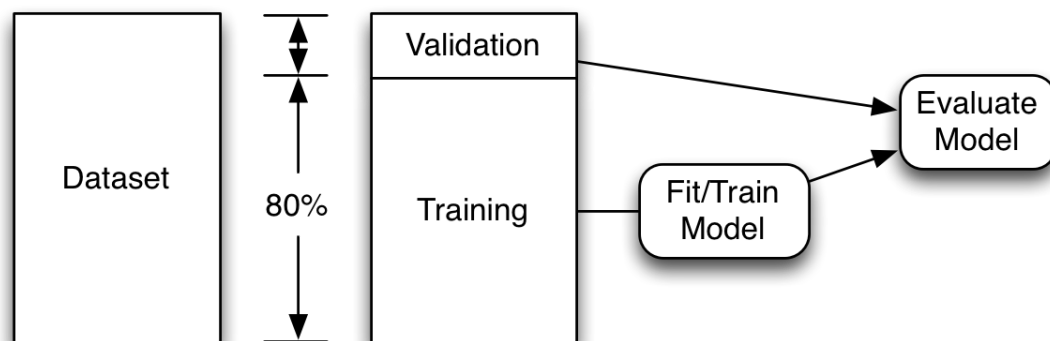 Dataset
80%
Validation
Training
Fit/Train
Model
Evaluate
Model